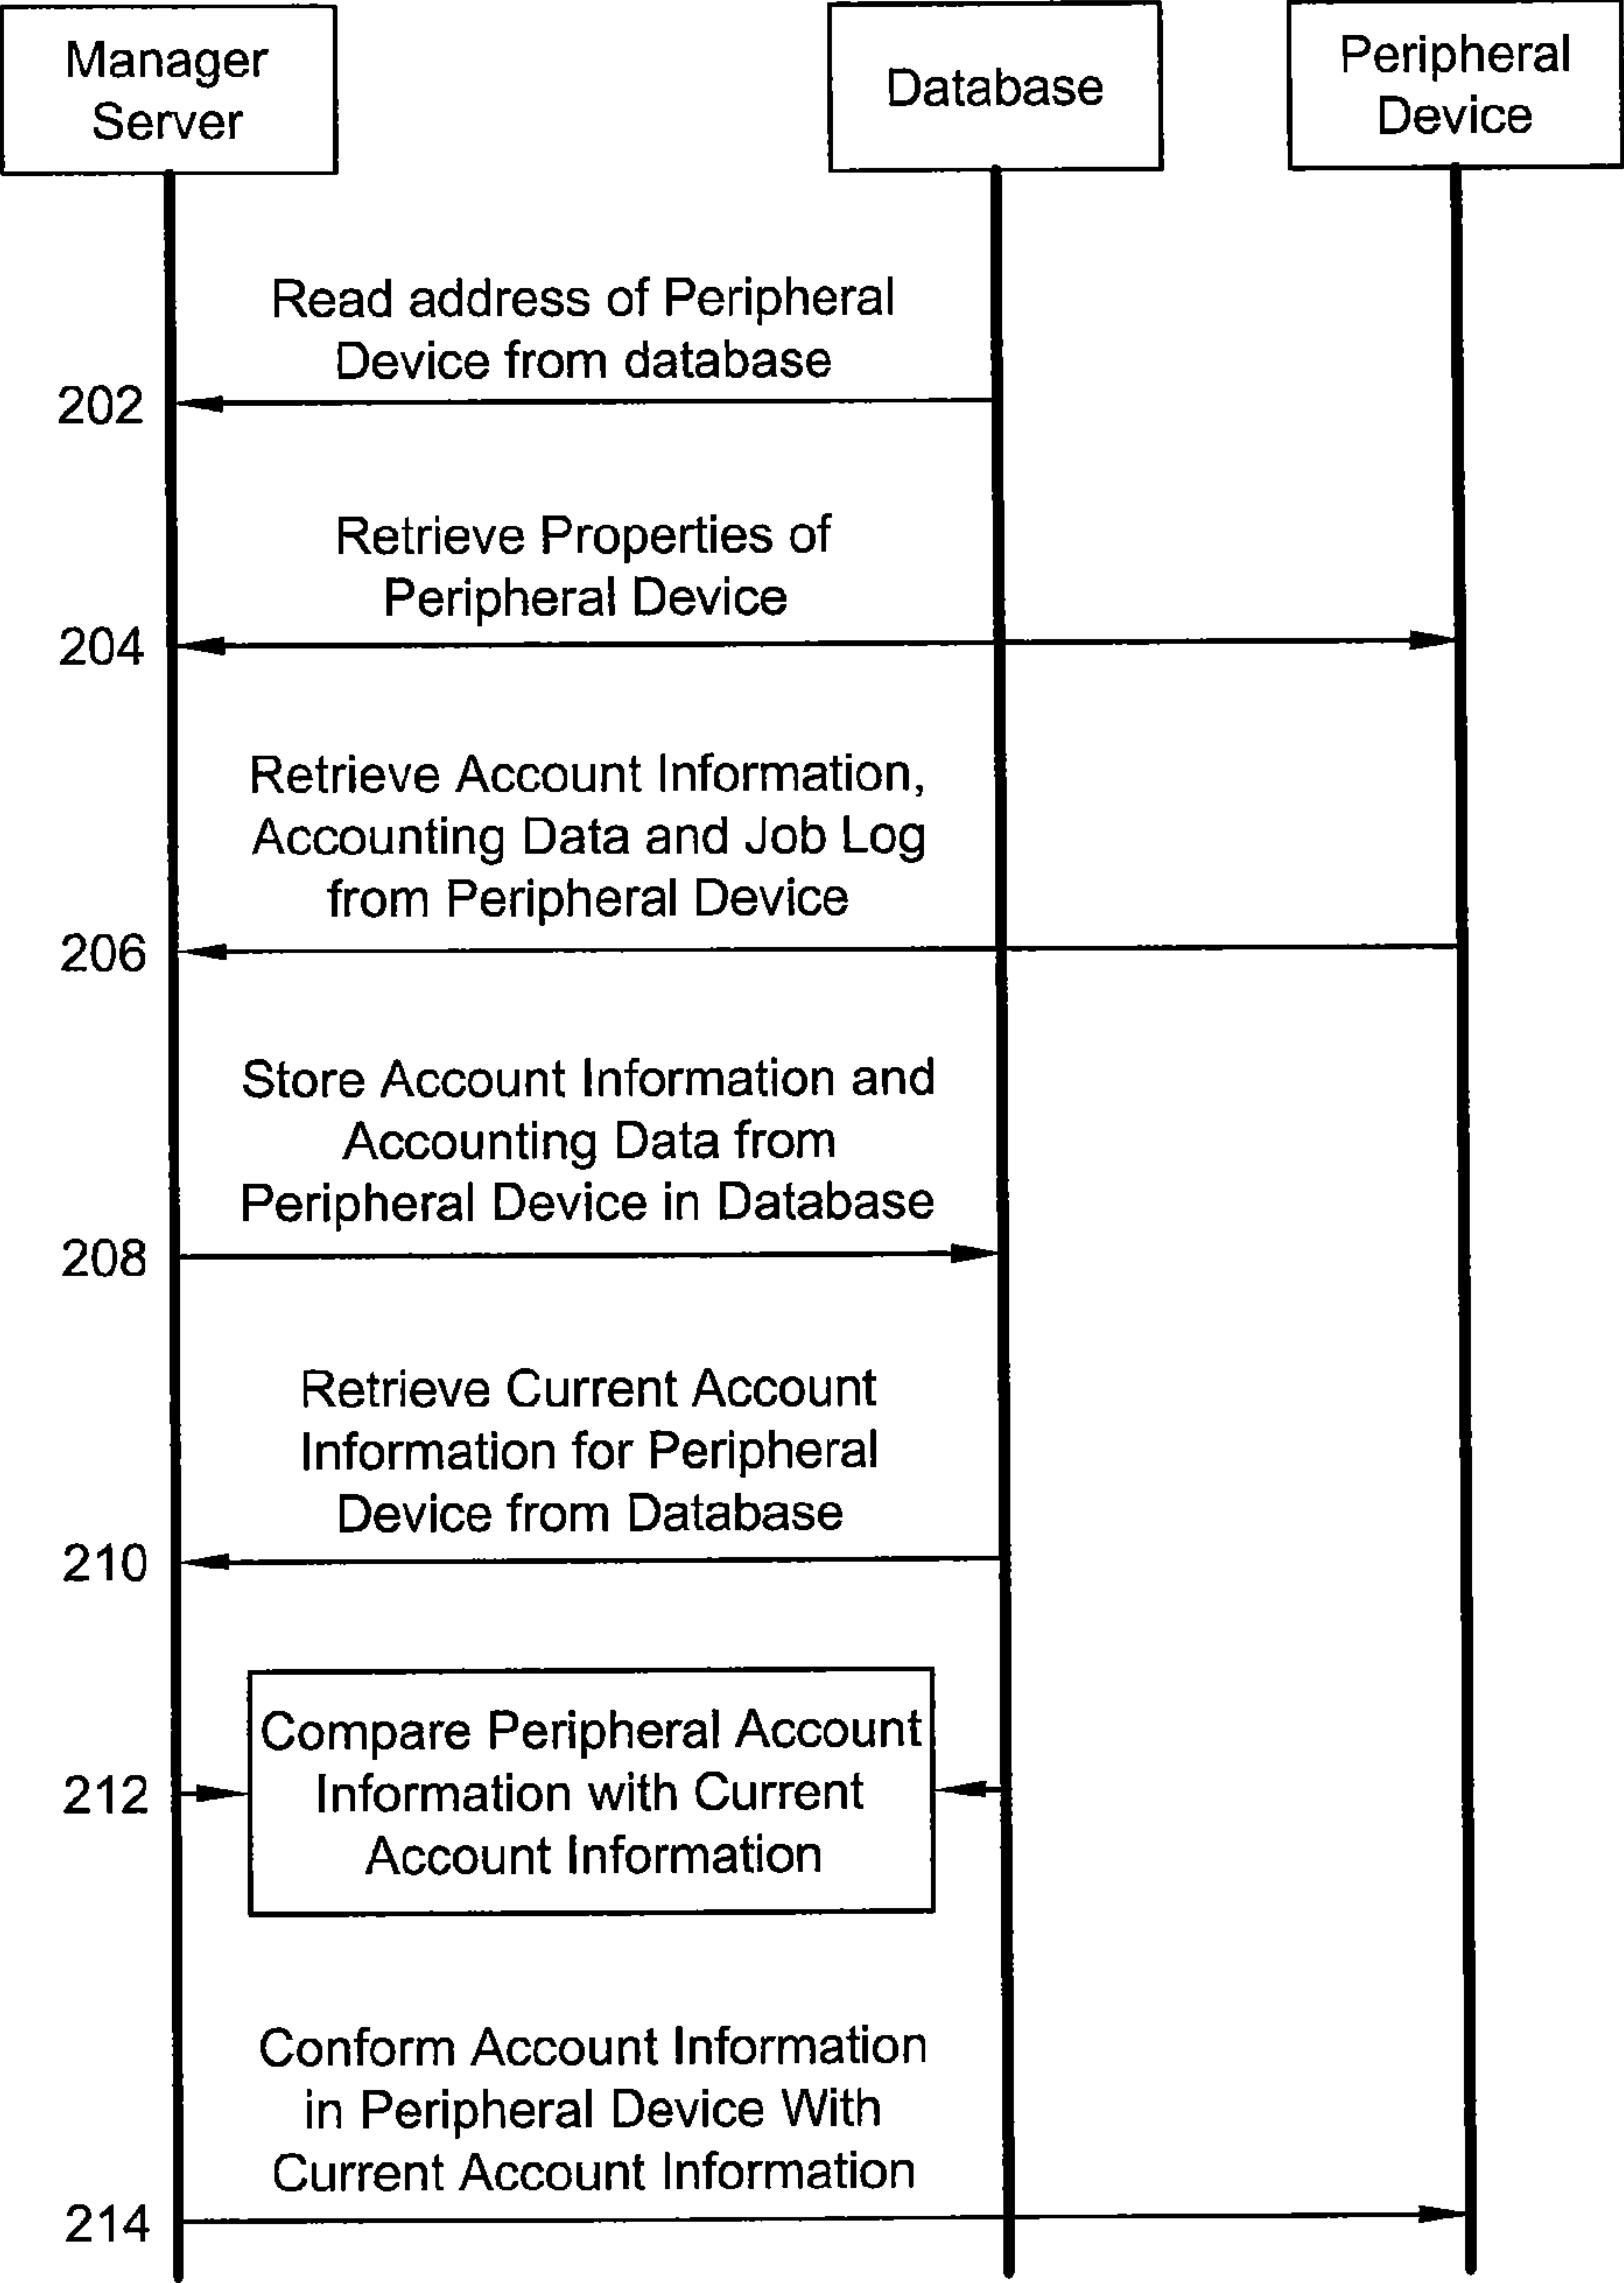 Manager
Server
Database
Peripheral
Device
Read address of Peripheral
Device from database
202
Retrieve Properties of
Peripheral Device
204
Retrieve Account Information,
Accounting Data and Job Log
from Peripheral Device
206
Store Account Information and
Accounting Data from
Peripheral Device in Database
208
Retrieve Current Account
Information for Peripheral
Device from Database
210
Compare Peripheral Account
Information with Current
Account Information
212
Conform Account Information
in Peripheral Device With
Current Account Information
214